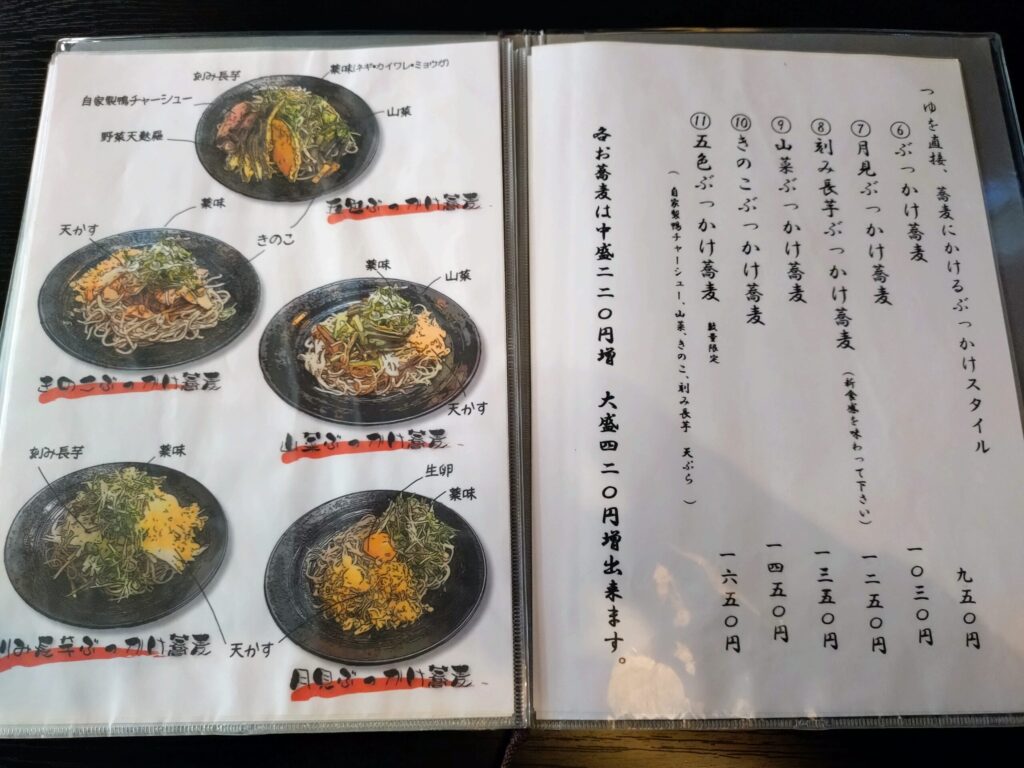 刻み長芋
薬味(ネギ•カイワレ•ミョウガ)
自家製鴨チャーシュー
山菜
野菜天麩羅
五色ぶっかけ蕎麦
きのこ
薬味
天かす
きのこぶっかけ蕎麦
薬味
山菜
天かす
山菜ぶっかけ蕎麦
刻み長芋
薬味
刻み長芋ぶっかけ蕎麦
天かす
生卵
薬味
月見ぶっかけ蕎麦
つゆを直接、蕎麦にかけるぶっかけスタイル
⑥ぶっかけ蕎麦 九五〇円
⑦月見ぶっかけ蕎麦 一〇三〇円
⑧刻み長芋ぶっかけ蕎麦 (新食感を味わって下さい) 一二五〇円
⑨山菜ぶっかけ蕎麦 一三五〇円
⑩きのこぶっかけ蕎麦 一四五〇円
⑪五色ぶっかけ蕎麦 数量限定 一六五〇円
(自家製鴨チャーシュー、山菜、きのこ、刻み長芋 天ぷら)
各お蕎麦は中盛二二〇円増 大盛四二〇円増出来ます。